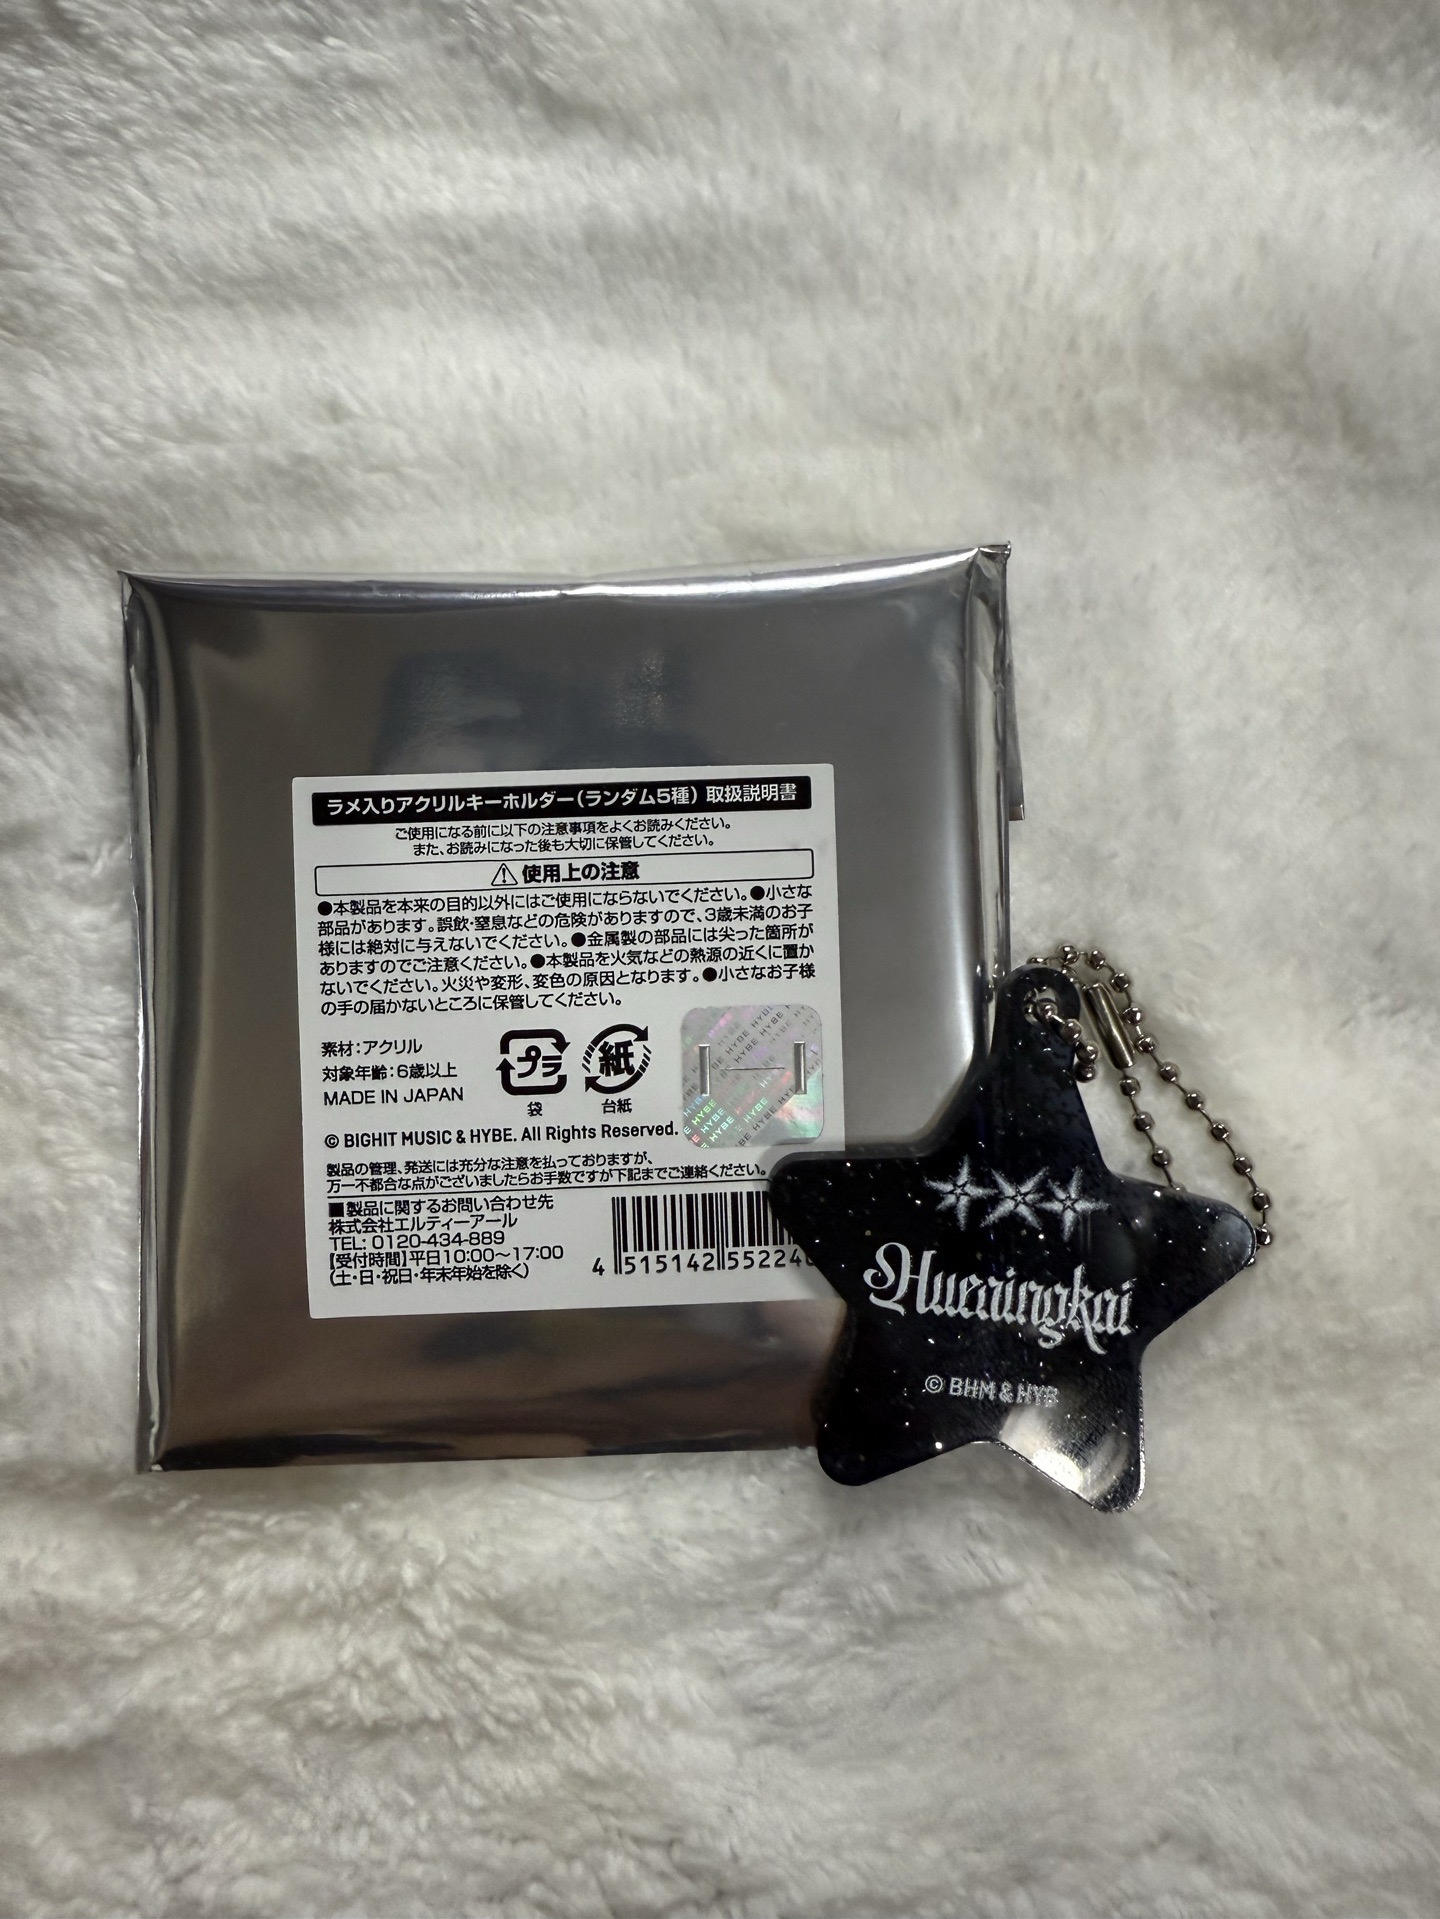 ラメ入りアクリルキーホルダー(ランダム5種) 取扱説明書
ご使用になる前に以下の注意事項をよくお読みください。
また、お読みになった後も大切に保管してください。
使用上の注意
●本製品を本来の目的以外にはご使用にならないでください。●小さな
部品があります。誤飲・窒息などの危険がありますので、3歳未満のお子
様には絶対に与えないでください。●金属製の部品には尖った箇所が
ありますのでご注意ください。●本製品を火気などの熱源の近くに置か
ないでください。火災や変形、変色の原因となります。●小さなお子様
の手の届かないところに保管してください。
素材:アクリル
対象年齢:6歳以上
MADE IN JAPAN
プラ
袋
紙
台紙
HYBE HYBE HYBE
© BIGHIT MUSIC & HYBE. All Rights Reserved.
製品の管理、発送には充分な注意を払っておりますが、
万一不都合な点がございましたらお手数ですが下記までご連絡ください。
■製品に関するお問い合わせ先
株式会社エルティーアール
TEL: 0120-434-889
【受付時間】平日10:00〜17:00
(土・日・祝日・年末年始を除く)
4 515142 55224
Hueningkai
© BHM & HYB